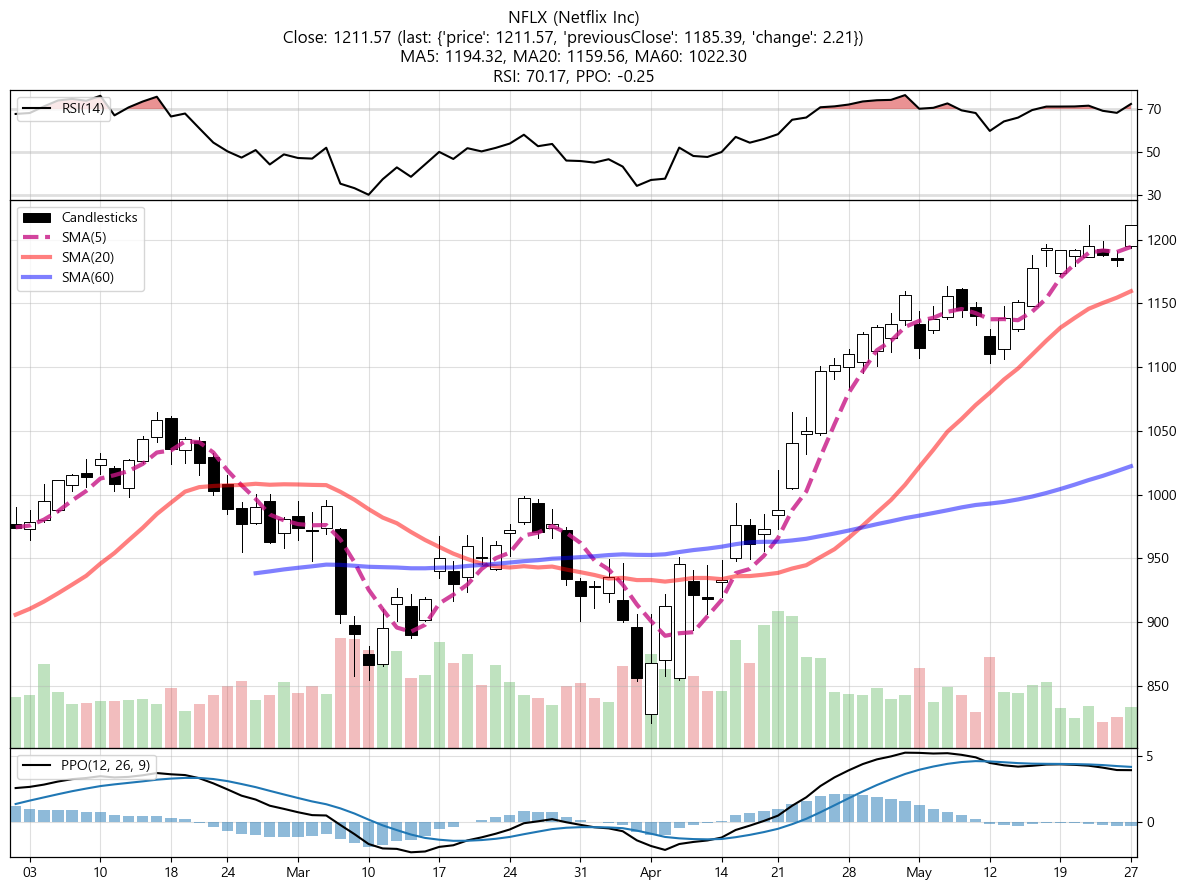 NFLX (Netflix Inc)
Close: 1211.57 (last: {'price': 1211.57, 'previousClose': 1185.39, 'change': 2.21})
MA5: 1194.32, MA20: 1159.56, MA60: 1022.30
RSI: 70.17, PPO: -0.25
RSI(14)
70
50
30
Candlesticks
SMA(5)
SMA(20)
SMA(60)
1200
1150
1100
1050
1000
950
900
850
PPO(12, 26, 9)
5
0
03 10 18 24 Mar 10 17 24 31 Apr 14 21 28 May 12 19 27